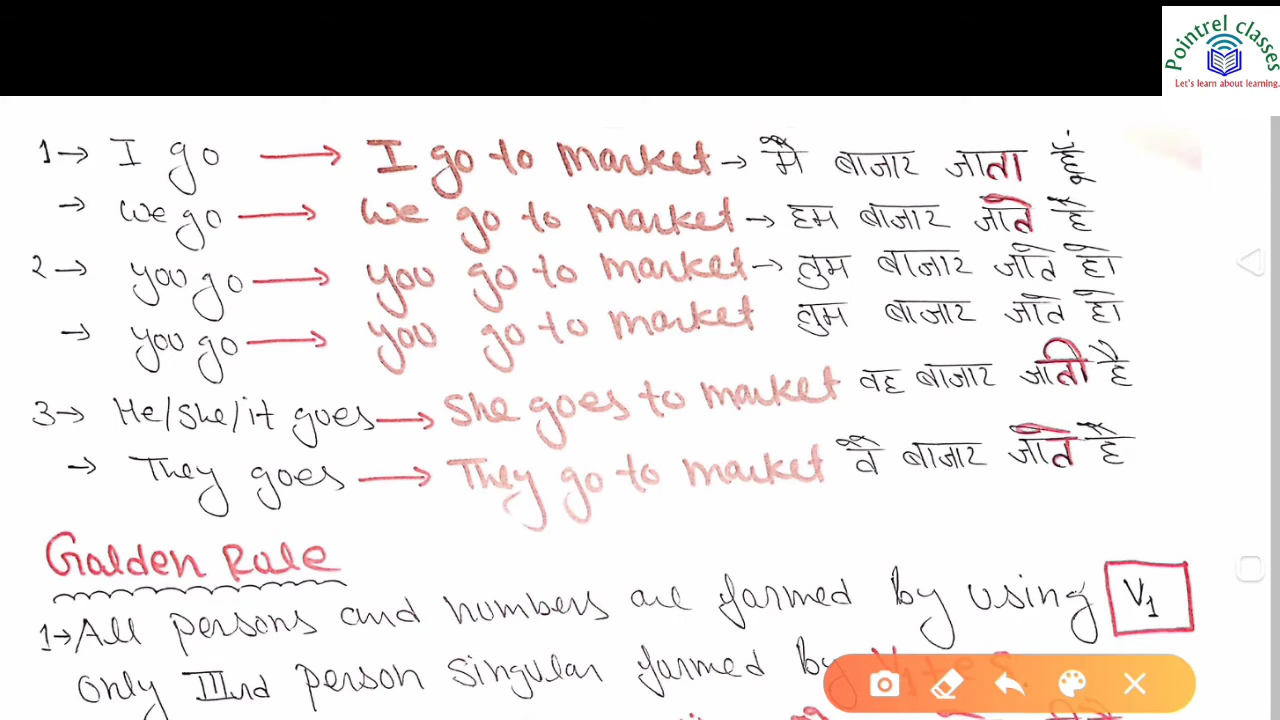 Pointrel classes
Let's learn about learning.
1→ I go → I go to market → मै बाजार जाता हूँ
→ we go → we go to market → हम बाजार जाते है
2→ you go → you go to market → तुम बाजार जाते हो
→ you go → you go to market तुम बाजार जाते हो
3→ He/she/it goes → She goes to market वह बाजार जाती है
→ They goes → They go to market वे बाजार जाते है
Golden Rule
1→ All persons and numbers are formed by using V1
only IIIrd person singular formed by